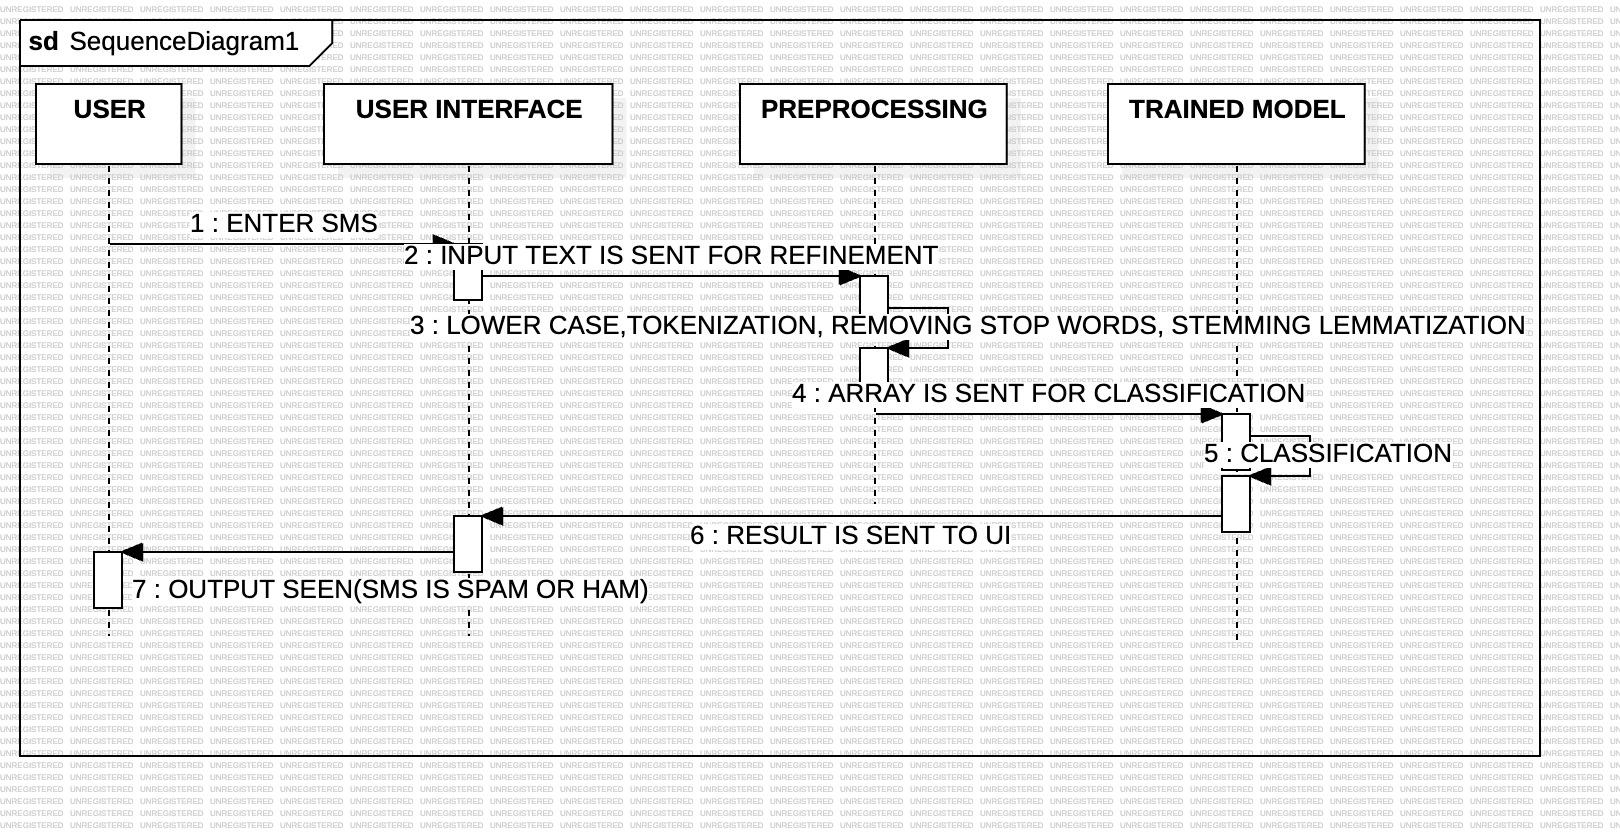 sd SequenceDiagram1
USER
USER INTERFACE
PREPROCESSING
TRAINED MODEL
1 : ENTER SMS
2 : INPUT TEXT IS SENT FOR REFINEMENT
3 : LOWER CASE,TOKENIZATION, REMOVING STOP WORDS, STEMMING LEMMATIZATION
4 : ARRAY IS SENT FOR CLASSIFICATION
5 : CLASSIFICATION
6 : RESULT IS SENT TO UI
7 : OUTPUT SEEN(SMS IS SPAM OR HAM)
UNREGISTERED